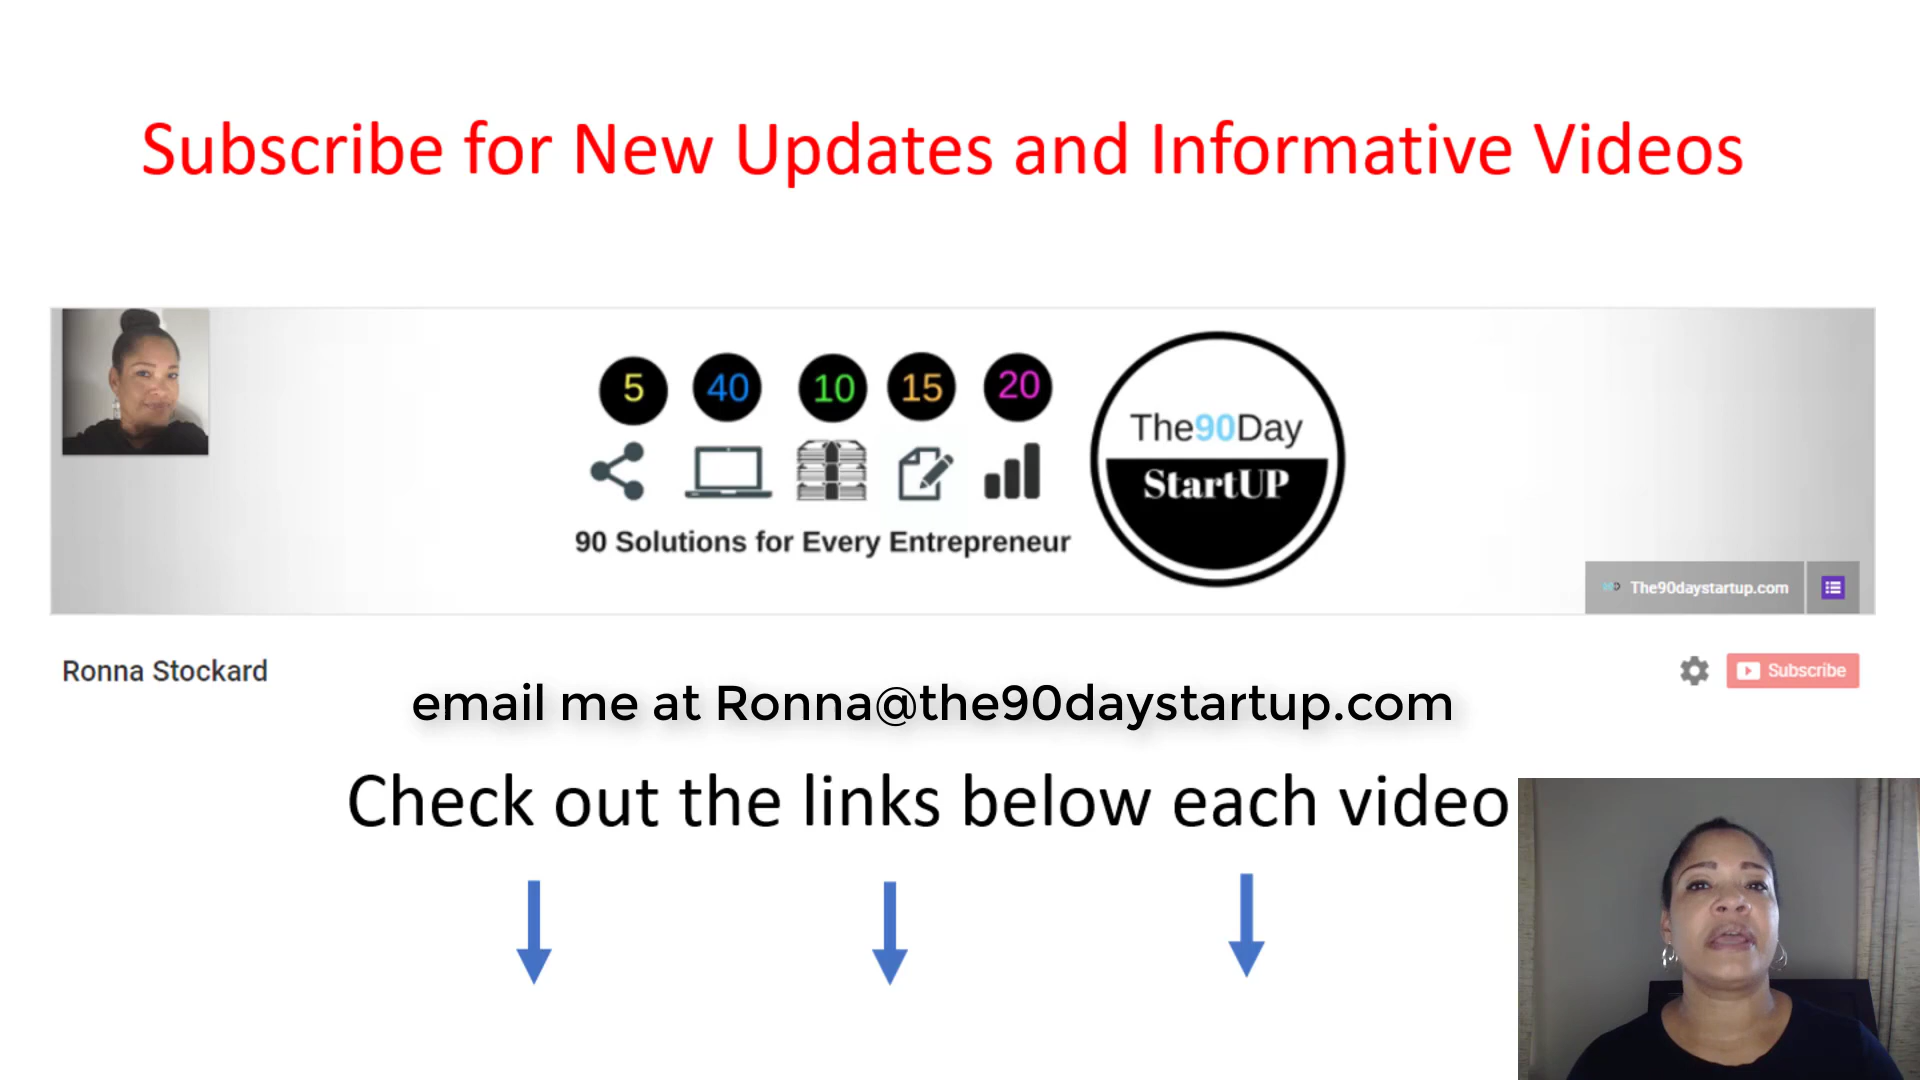 Subscribe for New Updates and Informative Videos
5 40 10 15 20
The90Day
StartUP
90 Solutions for Every Entrepreneur
The90daystartup.com
Ronna Stockard
Subscribe
email me at Ronna@the90daystartup.com
Check out the links below each video